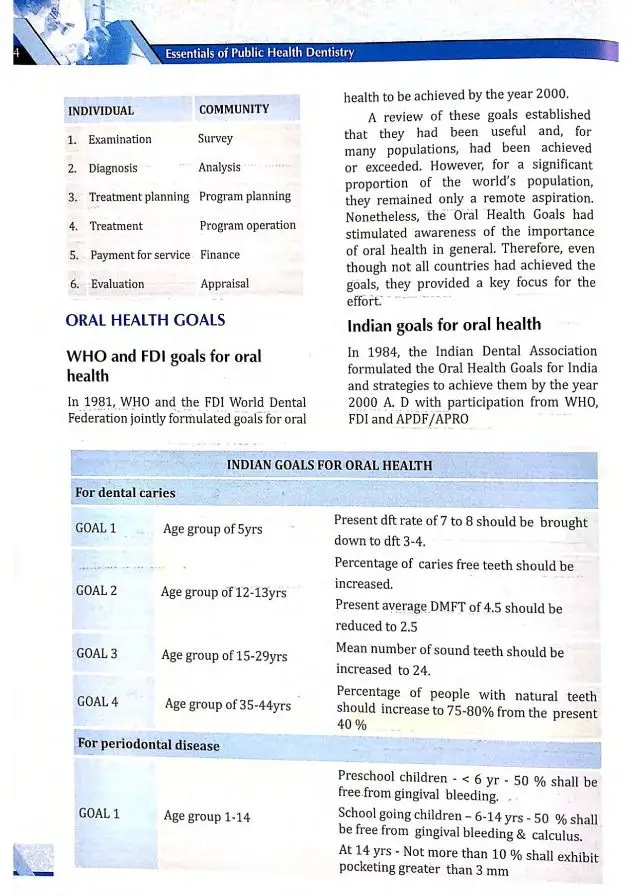 4
Essentials of Public Health Dentistry
INDIVIDUAL COMMUNITY
1. Examination Survey
2. Diagnosis Analysis
3. Treatment planning Program planning
4. Treatment Program operation
5. Payment for service Finance
6. Evaluation Appraisal
ORAL HEALTH GOALS
WHO and FDI goals for oral
health
In 1981, WHO and the FDI World Dental
Federation jointly formulated goals for oral
health to be achieved by the year 2000.
A review of these goals established
that they had been useful and, for
many populations, had been achieved
or exceeded. However, for a significant
proportion of the world's population,
they remained only a remote aspiration.
Nonetheless, the Oral Health Goals had
stimulated awareness of the importance
of oral health in general. Therefore, even
though not all countries had achieved the
goals, they provided a key focus for the
effort.
Indian goals for oral health
In 1984, the Indian Dental Association
formulated the Oral Health Goals for India
and strategies to achieve them by the year
2000 A. D with participation from WHO,
FDI and APDF/APRO
INDIAN GOALS FOR ORAL HEALTH
For dental caries
GOAL 1 Age group of 5yrs Present dft rate of 7 to 8 should be brought
down to dft 3-4.
Percentage of caries free teeth should be
increased.
GOAL 2 Age group of 12-13yrs
Present average DMFT of 4.5 should be
reduced to 2.5
GOAL 3 Age group of 15-29yrs Mean number of sound teeth should be
increased to 24.
GOAL 4 Age group of 35-44yrs Percentage of people with natural teeth
should increase to 75-80% from the present
40 %
For periodontal disease
GOAL 1 Age group 1-14 Preschool children - < 6 yr - 50 % shall be
free from gingival bleeding.
School going children – 6-14 yrs - 50 % shall
be free from gingival bleeding & calculus.
At 14 yrs - Not more than 10 % shall exhibit
pocketing greater than 3 mm